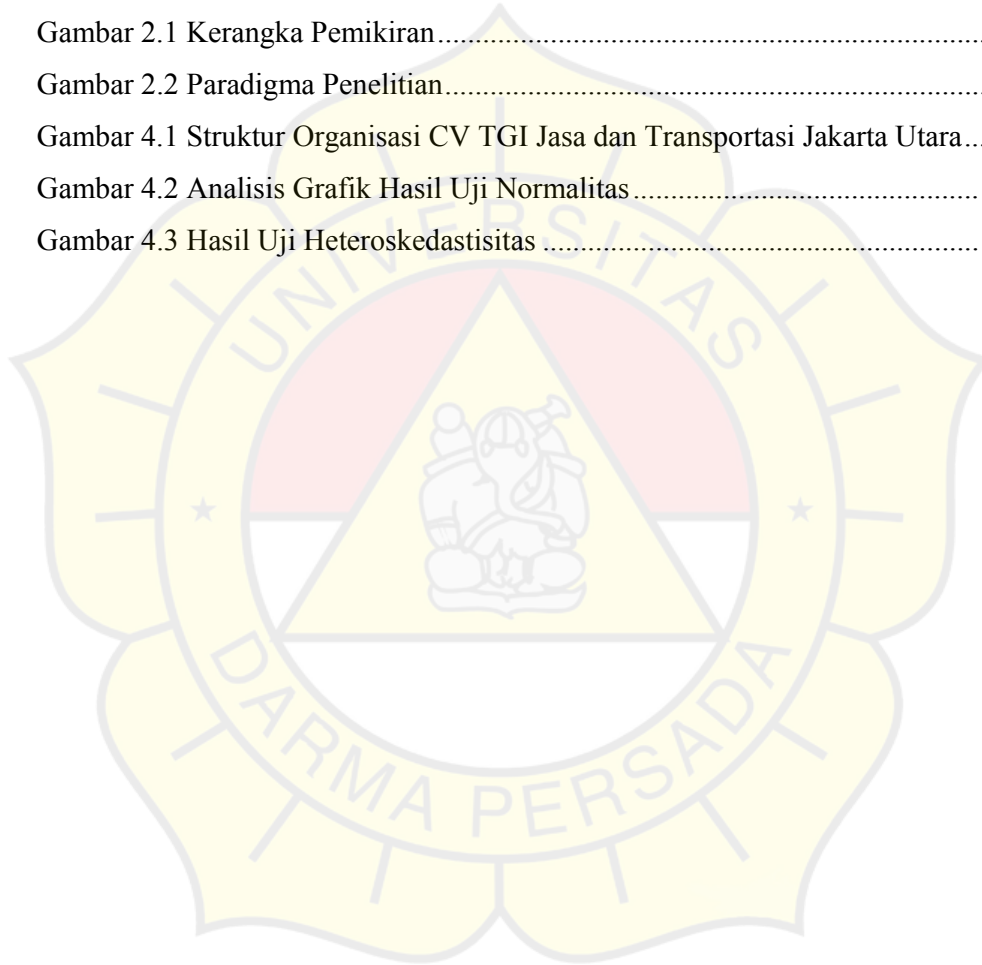 Gambar 2.1 Kerangka Pemikiran........................................................................
Gambar 2.2 Paradigma Penelitian.......................................................................
Gambar 4.1 Struktur Organisasi CV TGI Jasa dan Transportasi Jakarta Utara...
Gambar 4.2 Analisis Grafik Hasil Uji Normalitas..............................................
Gambar 4.3 Hasil Uji Heteroskedastisitas..........................................................
UNIVERSITAS
DARMA PERSADA